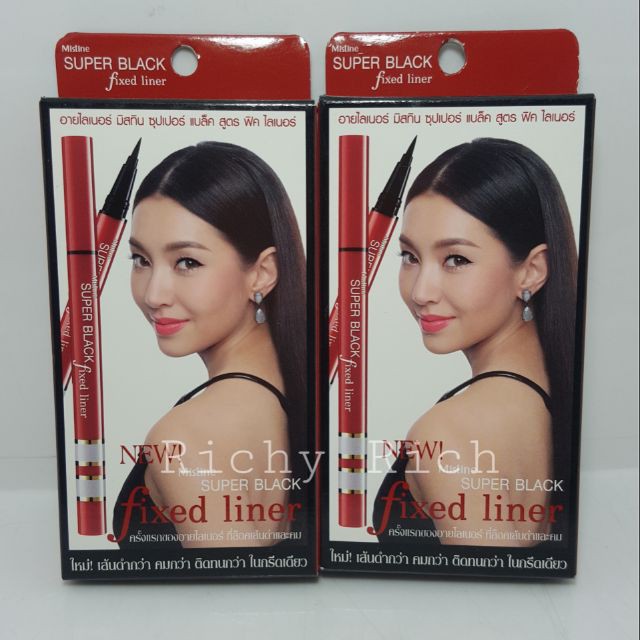 Mistine
SUPER BLACK
fixed liner
อายไลเนอร์ มิสทิน ซุปเปอร์ แบล็ค สูตร ฟิค ไลเนอร์
Mistine
SUPER BLACK
fixed liner
NEW!
Mistine
SUPER BLACK
fixed liner
ครั้งแรกของอายไลเนอร์ ที่ล็อคเส้นดำและคม
ใหม่! เส้นดำกว่า คมกว่า ติดทนกว่า ในกรีดเดียว
Mistine
SUPER BLACK
fixed liner
อายไลเนอร์ มิสทิน ซุปเปอร์ แบล็ค สูตร ฟิค ไลเนอร์
Mistine
SUPER BLACK
fixed liner
NEW!
Mistine
SUPER BLACK
fixed liner
ครั้งแรกของอายไลเนอร์ ที่ล็อคเส้นดำและคม
ใหม่! เส้นดำกว่า คมกว่า ติดทนกว่า ในกรีดเดียว
Richy Rich